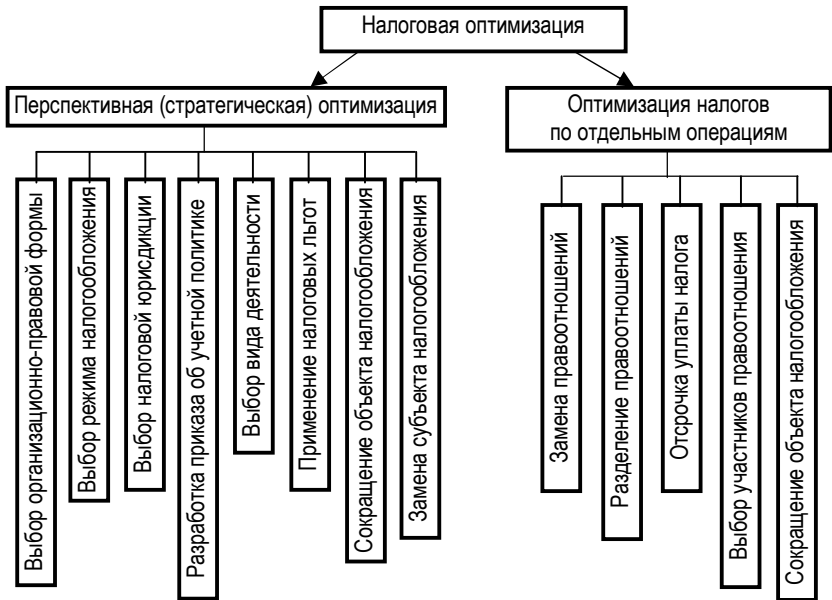 Налоговая оптимизация
Перспективная (стратегическая) оптимизация
Оптимизация налогов
по отдельным операциям
Выбор организационно-правовой формы
Выбор режима налогообложения
Выбор налоговой юрисдикции
Разработка приказа об учетной политике
Выбор вида деятельности
Применение налоговых льгот
Сокращение объекта налогообложения
Замена субъекта налогообложения
Замена правоотношений
Разделение правоотношений
Отсрочка уплаты налога
Выбор участников правоотношения
Сокращение объекта налогообложения